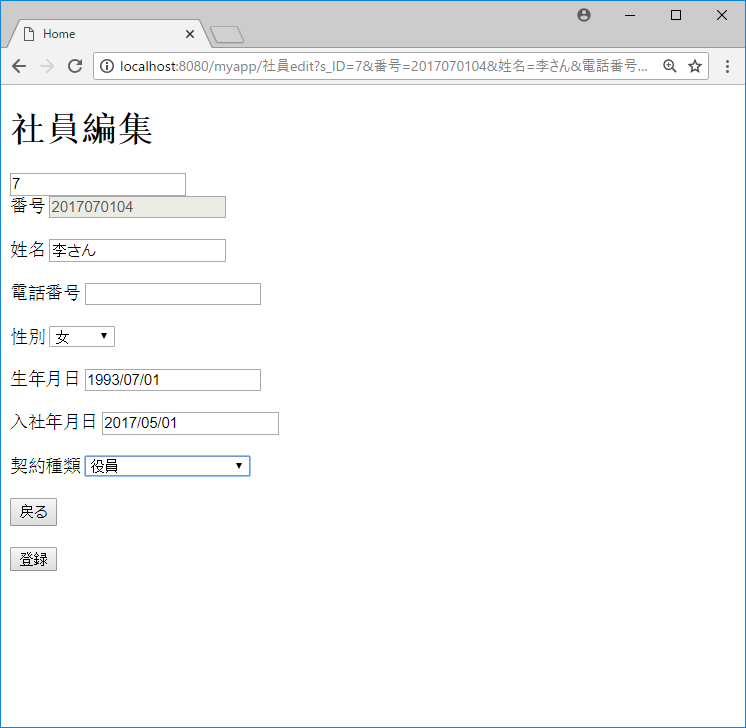 Home
localhost:8080/myapp/社員edit?s_ID=7&番号=2017070104&姓名=李さん&電話番号...
社員編集
7
番号 2017070104
姓名 李さん
電話番号
性別 女
生年月日 1993/07/01
入社年月日 2017/05/01
契約種類 役員
戻る
登録